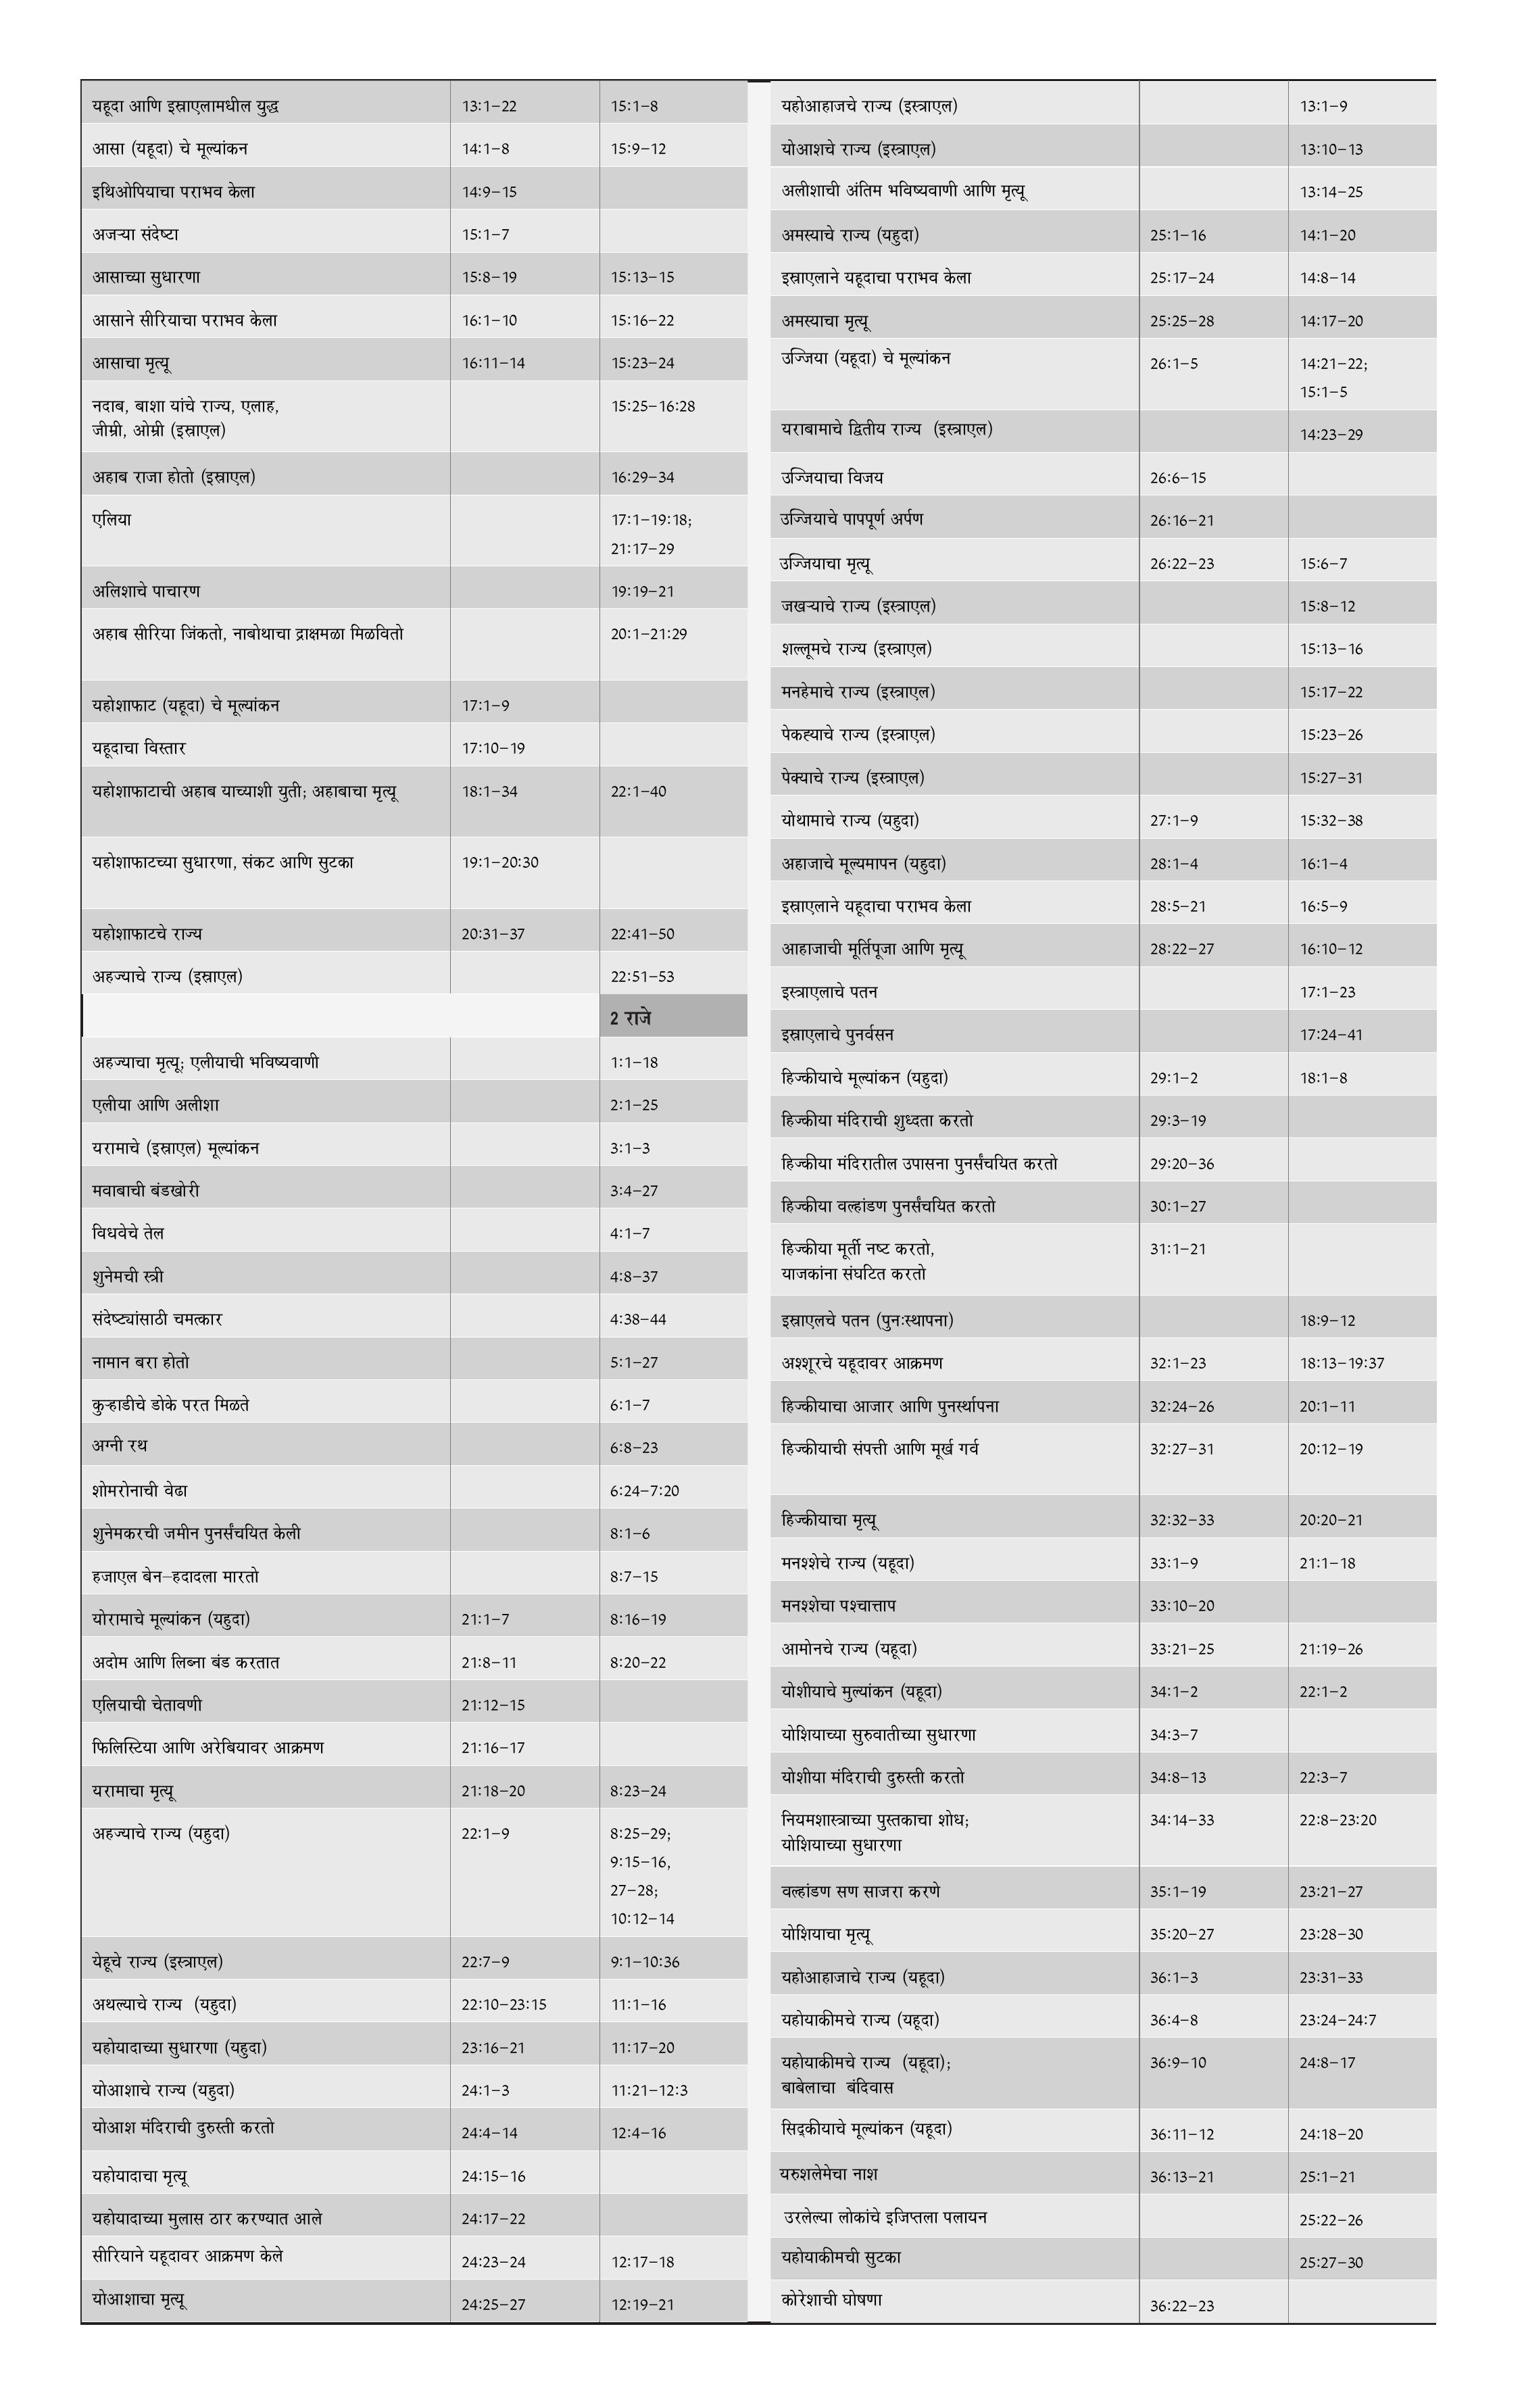 यहूदा आणि इस्राएलामधील युद्ध 13:1–22 15:1–8
आसा (यहूदा) चे मूल्यांकन 14:1–8 15:9–12
इथिओपियाचा पराभव केला 14:9–15
अजऱ्या संदेष्टा 15:1–7
आसाच्या सुधारणा 15:8–19 15:13–15
आसाने सीरियाचा पराभव केला 16:1–10 15:16–22
आसाचा मृत्यू 16:11–14 15:23–24
नदाब, बाशा यांचे राज्य, एलाह, 15:25–16:28
जीम्री, ओम्री (इस्राएल)
अहाब राजा होतो (इस्राएल) 16:29–34
एलिया 17:1–19:18;
21:17–29
अलिशाचे पाचारण 19:19–21
अहाब सीरिया जिंकतो, नाबोथाचा द्राक्षमळा मिळवितो 20:1–21:29
यहोशाफाट (यहूदा) चे मूल्यांकन 17:1–9
यहूदाचा विस्तार 17:10–19
यहोशाफाटाची अहाब याच्याशी युती; अहाबाचा मृत्यू 18:1–34 22:1–40
यहोशाफाटच्या सुधारणा, संकट आणि सुटका 19:1–20:30
यहोशाफाटचे राज्य 20:31–37 22:41–50
अहज्याचे राज्य (इस्राएल) 22:51–53
2 राजे
अहज्याचा मृत्यू; एलीयाची भविष्यवाणी 1:1–18
एलीया आणि अलीशा 2:1–25
यरामाचे (इस्राएल) मूल्यांकन 3:1–3
मवाबाची बंडखोरी 3:4–27
विधवेचे तेल 4:1–7
शुनेमची स्त्री 4:8–37
संदेष्ट्यांसाठी चमत्कार 4:38–44
नामान बरा होतो 5:1–27
कुऱ्हाडीचे डोके परत मिळते 6:1–7
अग्नी रथ 6:8–23
शोमरोनाची वेढा 6:24–7:20
शुनेमकरची जमीन पुनर्संचयित केली 8:1–6
हजाएल बेन–हदादला मारतो 8:7–15
योरामाचे मूल्यांकन (यहुदा) 21:1–7 8:16–19
अदोम आणि लिब्ना बंड करतात 21:8–11 8:20–22
एलियाची चेतावणी 21:12–15
फिलिस्टिया आणि अरेबियावर आक्रमण 21:16–17
यरामाचा मृत्यू 21:18–20 8:23–24
अहज्याचे राज्य (यहुदा) 22:1–9 8:25–29;
9:15–16,
27–28;
10:12–14
येहूचे राज्य (इस्त्राएल) 22:7–9 9:1–10:36
अथल्याचे राज्य (यहुदा) 22:10–23:15 11:1–16
यहोयादाच्या सुधारणा (यहुदा) 23:16–21 11:17–20
योआशाचे राज्य (यहुदा) 24:1–3 11:21–12:3
योआश मंदिराची दुरुस्ती करतो 24:4–14 12:4–16
यहोयादाचा मृत्यू 24:15–16
यहोयादाच्या मुलास ठार करण्यात आले 24:17–22
सीरियाने यहूदावर आक्रमण केले 24:23–24 12:17–18
योआशाचा मृत्यू 24:25–27 12:19–21
यहोआहाजचे राज्य (इस्त्राएल) 13:1–9
योआशचे राज्य (इस्त्राएल) 13:10–13
अलीशाची अंतिम भविष्यवाणी आणि मृत्यू 13:14–25
अमस्याचे राज्य (यहुदा) 25:1–16 14:1–20
इस्राएलाने यहूदाचा पराभव केला 25:17–24 14:8–14
अमस्याचा मृत्यू 25:25–28 14:17–20
उज्जिया (यहूदा) चे मूल्यांकन 26:1–5 14:21–22;
15:1–5
यराबामाचे द्वितीय राज्य (इस्त्राएल) 14:23–29
उज्जियाचा विजय 26:6–15
उज्जियाचे पापपूर्ण अर्पण 26:16–21
उज्जियाचा मृत्यू 26:22–23 15:6–7
जखऱ्याचे राज्य (इस्त्राएल) 15:8–12
शल्लूमचे राज्य (इस्त्राएल) 15:13–16
मनहेमाचे राज्य (इस्त्राएल) 15:17–22
पेकह्याचे राज्य (इस्त्राएल) 15:23–26
पेक्याचे राज्य (इस्त्राएल) 15:27–31
योथामाचे राज्य (यहुदा) 27:1–9 15:32–38
अहाजाचे मूल्यमापन (यहुदा) 28:1–4 16:1–4
इस्राएलाने यहूदाचा पराभव केला 28:5–21 16:5–9
आहाजाची मूर्तिपूजा आणि मृत्यू 28:22–27 16:10–12
इस्त्राएलाचे पतन 17:1–23
इस्राएलाचे पुनर्वसन 17:24–41
हिज्कीयाचे मूल्यांकन (यहुदा) 29:1–2 18:1–8
हिज्कीया मंदिराची शुध्दता करतो 29:3–19
हिज्कीया मंदिरातील उपासना पुनर्संचयित करतो 29:20–36
हिज्कीया वल्हांडण पुनर्संचयित करतो 30:1–27
हिज्कीया मूर्ती नष्ट करतो, 31:1–21
याजकांना संघटित करतो
इस्राएलचे पतन (पुनःस्थापना) 18:9–12
अश्शूरचे यहूदावर आक्रमण 32:1–23 18:13–19:37
हिज्कीयाचा आजार आणि पुनर्स्थापना 32:24–26 20:1–11
हिज्कीयाची संपत्ती आणि मूर्ख गर्व 32:27–31 20:12–19
हिज्कीयाचा मृत्यू 32:32–33 20:20–21
मनश्शेचे राज्य (यहूदा) 33:1–9 21:1–18
मनश्शेचा पश्चात्ताप 33:10–20
आमोनचे राज्य (यहूदा) 33:21–25 21:19–26
योशीयाचे मुल्यांकन (यहूदा) 34:1–2 22:1–2
योशियाच्या सुरुवातीच्या सुधारणा 34:3–7
योशीया मंदिराची दुरुस्ती करतो 34:8–13 22:3–7
नियमशास्त्राच्या पुस्तकाचा शोध; 34:14–33 22:8–23:20
योशियाच्या सुधारणा
वल्हांडण सण साजरा करणे 35:1–19 23:21–27
योशियाचा मृत्यू 35:20–27 23:28–30
यहोआहाजाचे राज्य (यहूदा) 36:1–3 23:31–33
यहोयाकीमचे राज्य (यहूदा) 36:4–8 23:24–24:7
यहोयाकीमचे राज्य (यहूदा); 36:9–10 24:8–17
बाबेलाचा बंदिवास
सिद्कीयाचे मूल्यांकन (यहूदा) 36:11–12 24:18–20
यरुशलेमेचा नाश 36:13–21 25:1–21
उरलेल्या लोकांचे इजिप्तला पलायन 25:22–26
यहोयाकीमची सुटका 25:27–30
कोरेशाची घोषणा 36:22–23